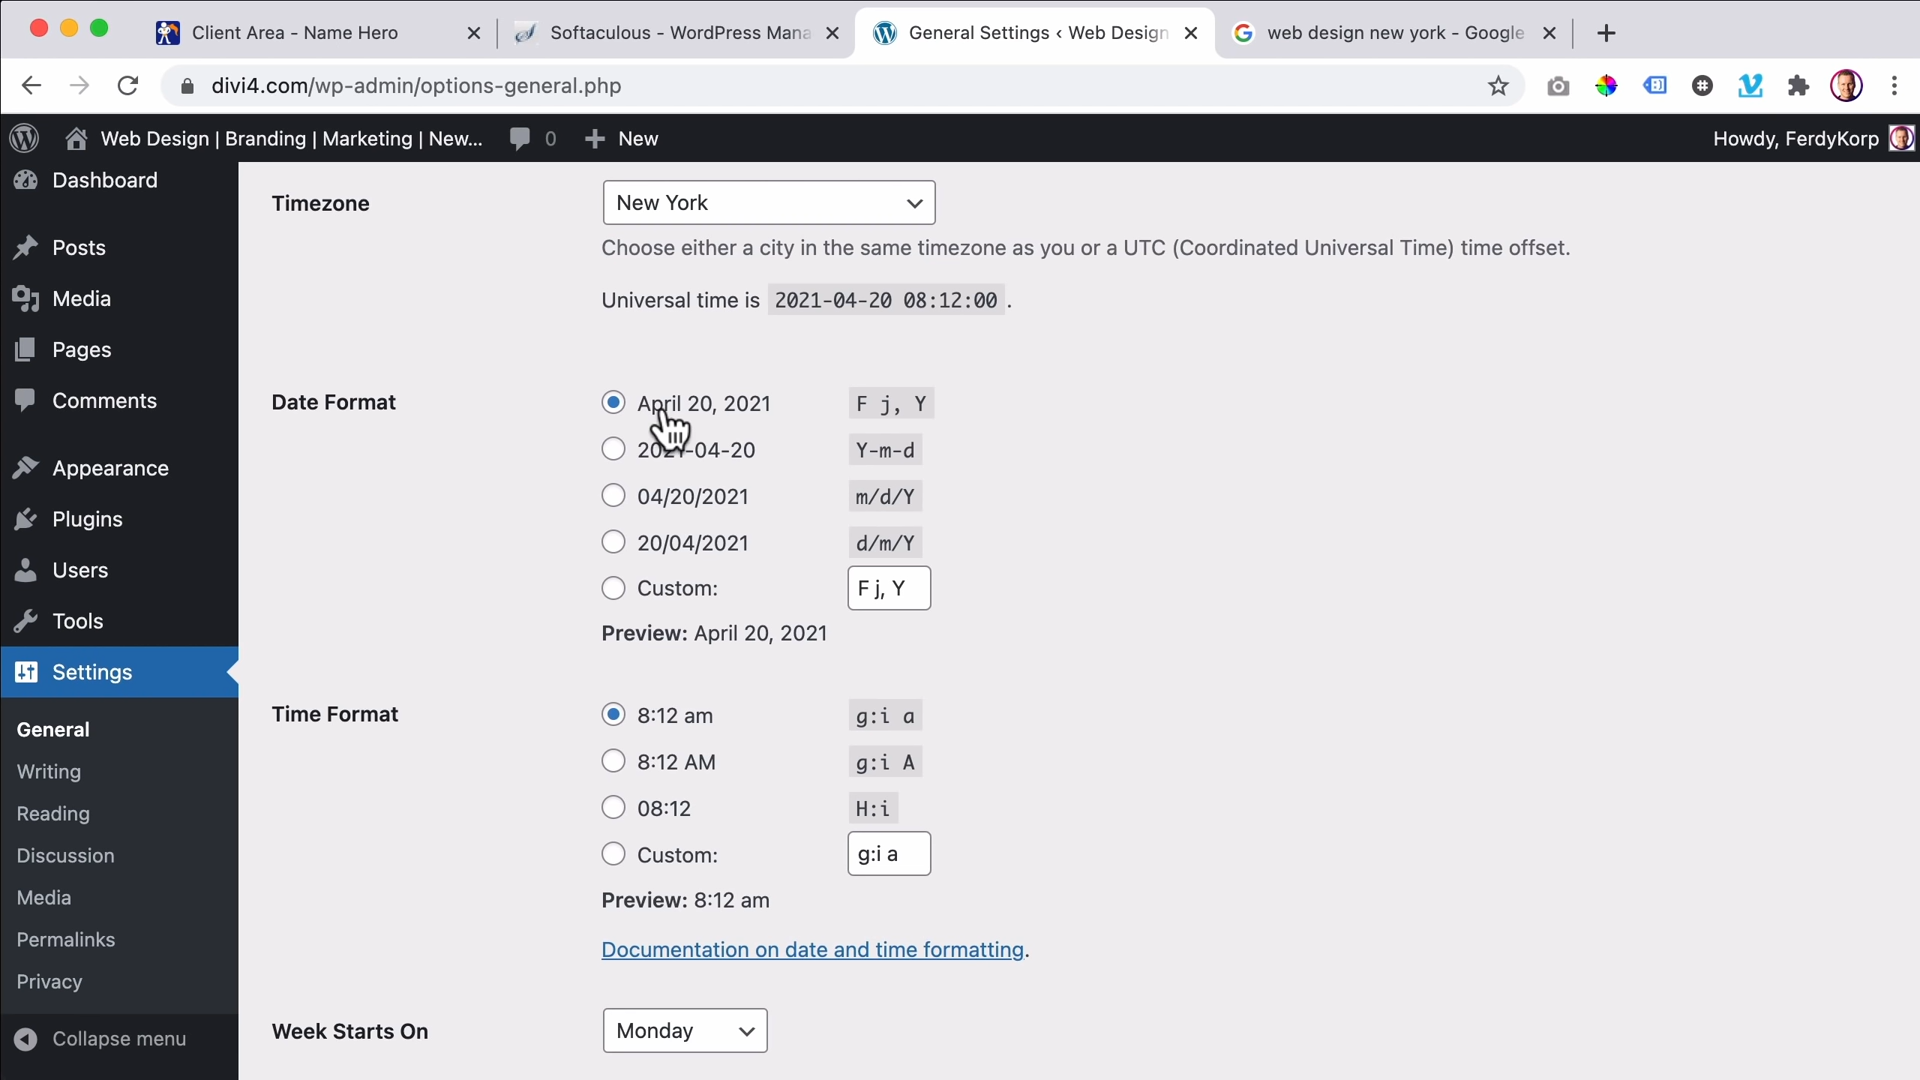 Client Area - Name Hero
Softaculous - WordPress Mana
General Settings ‹ Web Design
web design new york - Google
divi4.com/wp-admin/options-general.php
Web Design | Branding | Marketing | New...
0
New
Howdy, FerdyKorp
Dashboard
Posts
Media
Pages
Comments
Appearance
Plugins
Users
Tools
Settings
General
Writing
Reading
Discussion
Media
Permalinks
Privacy
Collapse menu
Timezone
New York
Choose either a city in the same timezone as you or a UTC (Coordinated Universal Time) time offset.
Universal time is 2021-04-20 08:12:00 .
Date Format
April 20, 2021 F j, Y
2021-04-20 Y-m-d
04/20/2021 m/d/Y
20/04/2021 d/m/Y
Custom: F j, Y
Preview: April 20, 2021
Time Format
8:12 am g:i a
8:12 AM g:i A
08:12 H:i
Custom: g:i a
Preview: 8:12 am
Documentation on date and time formatting.
Week Starts On
Monday